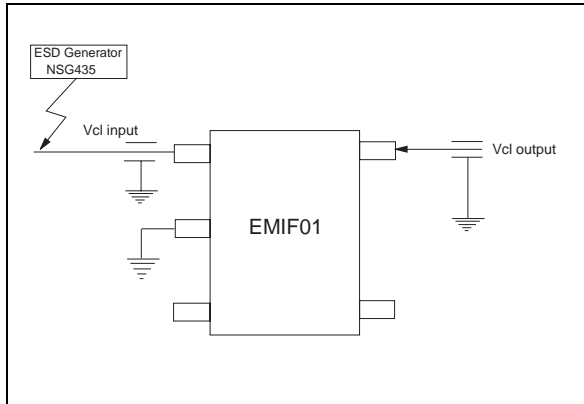 ESD Generator
NSG435
Vcl input
Vcl output
EMIF01